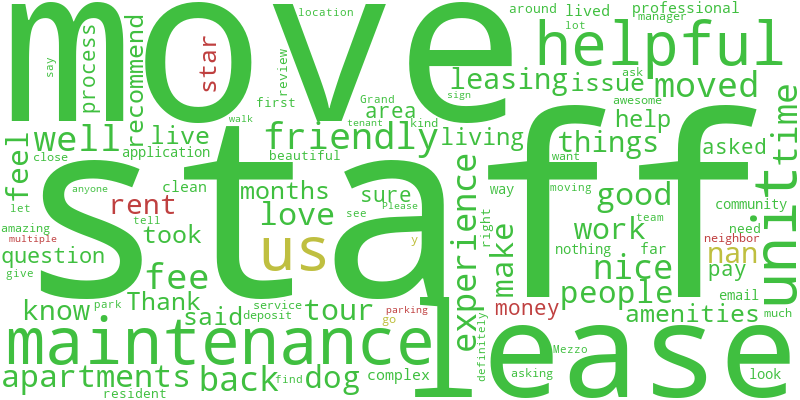 move
location
around
lived
professional
manager
lot
say
process
recommend
star
review
helpful
leasing
issue
ask
moved
first
Grand
area
sign
awesome
walk
tenant
kind
help
time
well
live
friendly
living
things
asked
feel
close
application
beautiful
want
staff
anyone
clean
months
sure
experience
way
moving
good
unit
let
rent
love
see
Please
community
amazing
tell
took
us
y
right
work
team
need
multiple
neighbor
question
nothing
far
nan
give
fee
make
nice
pay
park
Thank
service
people
email
know
said
deposit
tour
parking
go
money
amenities
much
maintenance
lease
definitely
Mezzo
apartments
back
find
dog
complex
asking
look
resident